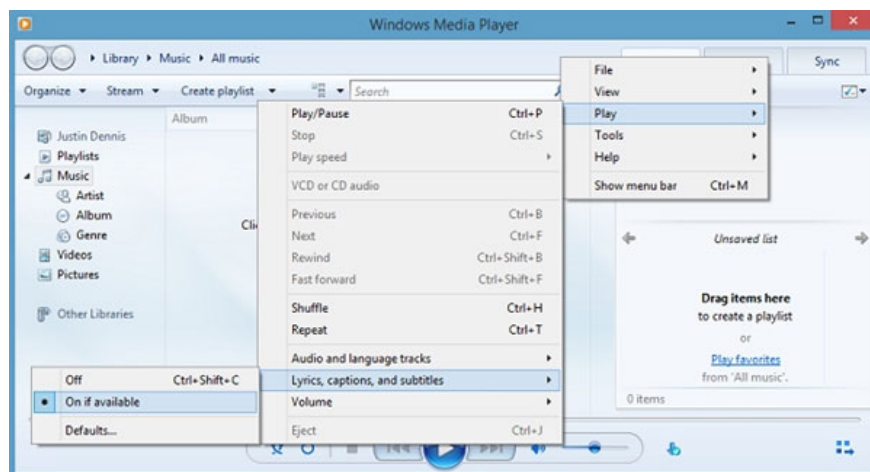 Windows Media Player
Library Music All music
Sync
Organize Stream Create playlist Search
Album
Justin Dennis
Playlists
Music
Artist
Album
Genre
Videos
Pictures
Other Libraries
Cli
File
View
Play
Tools
Help
Show menu bar Ctrl+M
Play/Pause Ctrl+P
Stop Ctrl+S
Play speed
VCD or CD audio
Previous Ctrl+B
Next Ctrl+F
Rewind Ctrl+Shift+B
Fast forward Ctrl+Shift+F
Shuffle Ctrl+H
Repeat Ctrl+T
Audio and language tracks
Lyrics, captions, and subtitles
Volume
Eject Ctrl+J
Off Ctrl+Shift+C
On if available
Defaults...
Unsaved list
Drag items here
to create a playlist
or
Play favorites
from 'All music'.
0 items